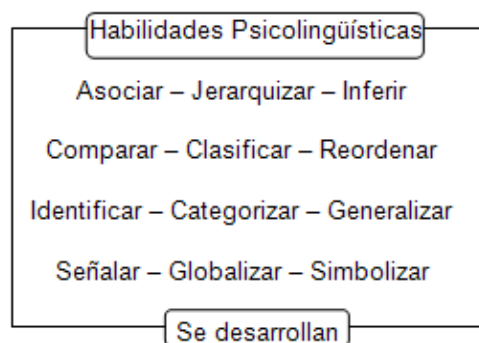 Habilidades Psicolingüísticas
Asociar – Jerarquizar – Inferir
Comparar – Clasificar – Reordenar
Identificar – Categorizar – Generalizar
Señalar – Globalizar – Simbolizar
Se desarrollan